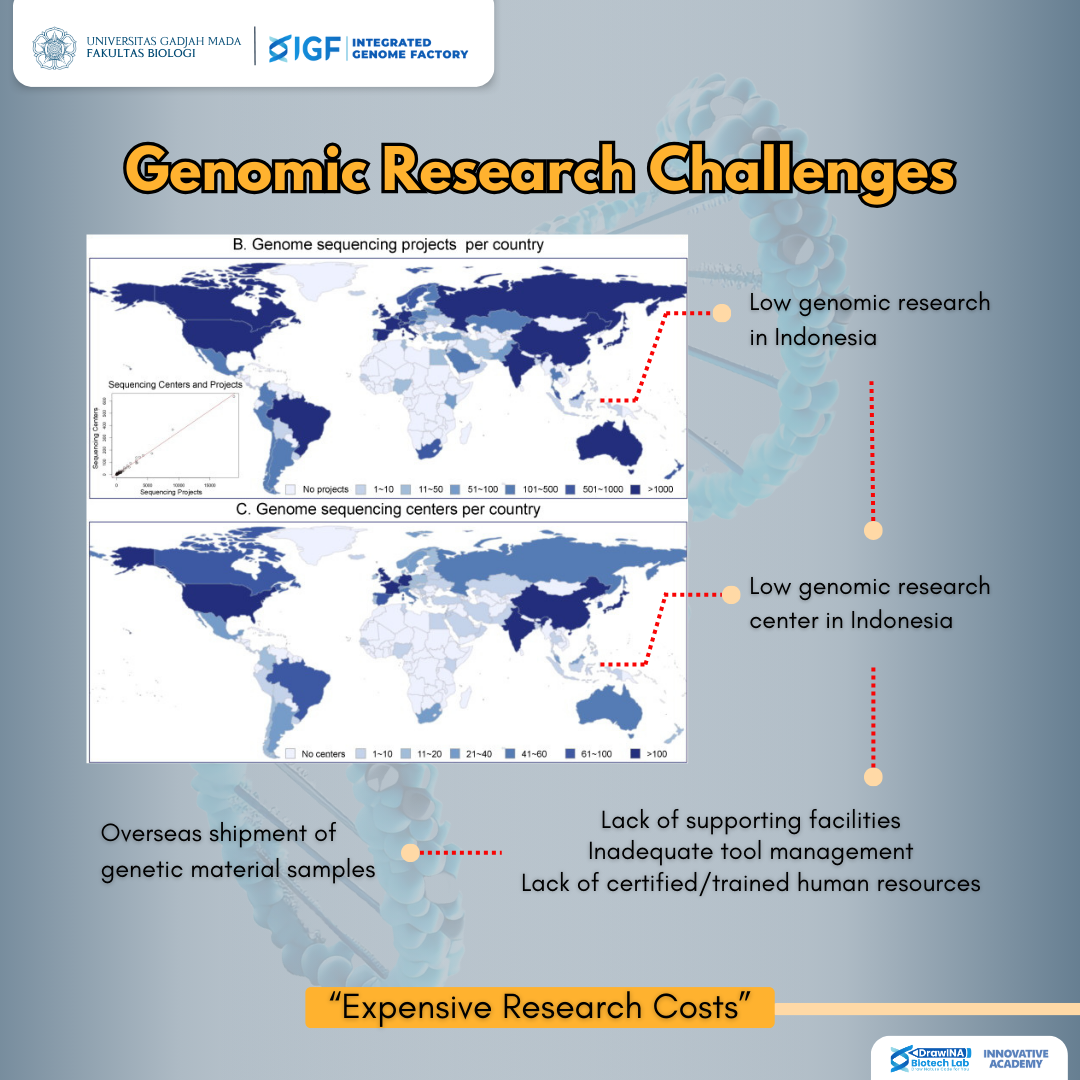 UNIVERSITAS GADJAH MADA
FAKULTAS BIOLOGI
IGF
INTEGRATED
GENOME FACTORY
Genomic Research Challenges
B. Genome sequencing projects per country
Sequencing Centers and Projects
Sequencing Centers
0 5000 10000 15000
Sequencing Projects
No projects 1~10 11~50 51~100 101~500 501~1000 >1000
C. Genome sequencing centers per country
No centers 1~10 11~20 21~40 41~60 61~100 >100
Low genomic research
in Indonesia
Low genomic research
center in Indonesia
Lack of supporting facilities
Inadequate tool management
Lack of certified/trained human resources
Overseas shipment of
genetic material samples
“Expensive Research Costs”
DrawINA
Biotech Lab
INNOVATIVE
ACADEMY